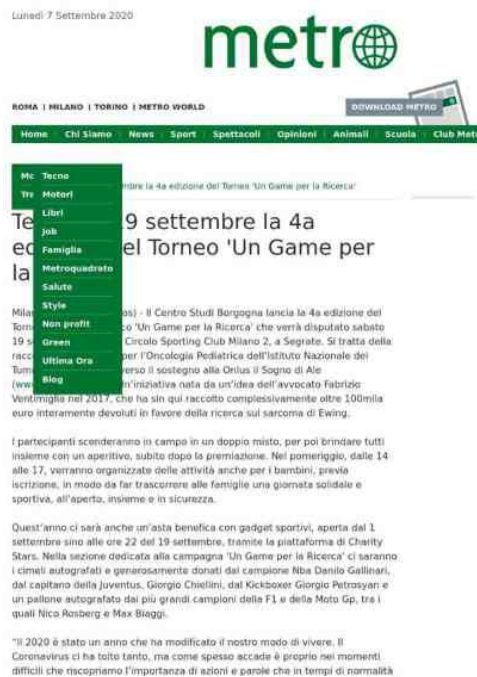 Lunedì 7 Settembre 2020
metro
ROMA | MILANO | TORINO | METRO WORLD
DOWNLOAD METRO
Home Chi Siamo News Sport Spettacoli Opinioni Animali Scuola Club Met
Tecno
Motori
Libri
Job
Famiglia
Metroquadrato
Salute
Style
Non profit
Green
Ultima Ora
Blog
la 4a edizione del Torneo 'Un Game per la Ricerca'
9 settembre la 4a
el Torneo 'Un Game per
la
- Il Centro Studi Borgogna lancia la 4a edizione del
'Un Game per la Ricerca' che verrà disputato sabato
Circolo Sporting Club Milano 2, a Segrate. Si tratta della
per l'Oncologia Pediatrica dell'Istituto Nazionale dei
il sostegno alla Onlus il Sogno di Ale
(www un'iniziativa nata da un'idea dell'avvocato Fabrizio
Ventimiglia nel 2017, che ha sin qui raccolto complessivamente oltre 100mila
euro interamente devoluti in favore della ricerca sul sarcoma di Ewing.
I partecipanti scenderanno in campo in un doppio misto, per poi brindare tutti
insieme con un aperitivo, subito dopo la premiazione. Nel pomeriggio, dalle 14
alle 17, verranno organizzate delle attività anche per i bambini, previa
iscrizione, in modo da far trascorrere alle famiglie una giornata solidale e
sportiva, all'aperto, insieme e in sicurezza.
Quest'anno ci sarà anche un'asta benefica con gadget sportivi, aperta dal 1
settembre sino alle ore 22 del 19 settembre, tramite la piattaforma di Charity
Stars. Nella sezione dedicata alla campagna 'Un Game per la Ricerca' ci saranno
i cimeli autografati e generosamente donati dal campione Nba Danilo Gallinari,
dal capitano della Juventus, Giorgio Chiellini, dal Kickboxer Giorgio Petrosyan e
un pallone autografato dai più grandi campioni della F1 e della Moto Gp, tra i
quali Nico Rosberg e Max Biaggi.
"Il 2020 è stato un anno che ha modificato il nostro modo di vivere. Il
Coronavirus ci ha tolto tanto, ma come spesso accade è proprio nei momenti
difficili che riscopriamo l'importanza di azioni e parole che in tempi di normalità